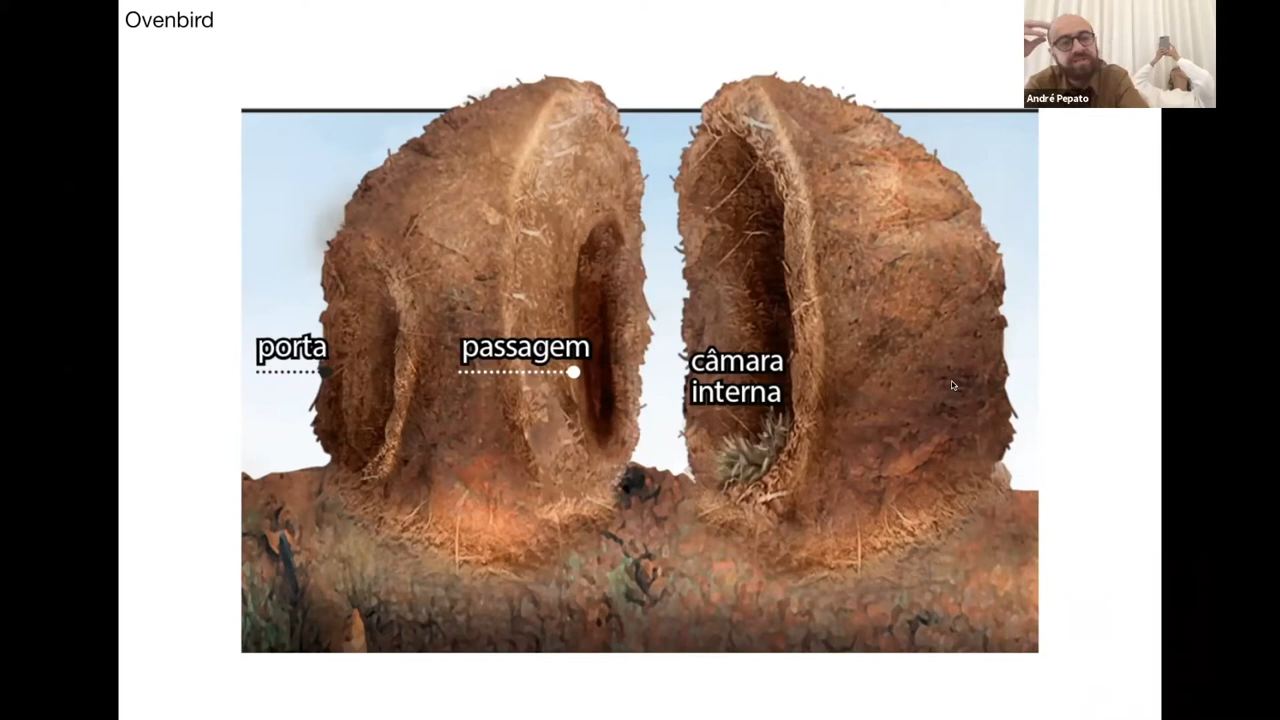 Ovenbird
André Pepato
porta
passagem
câmara
interna